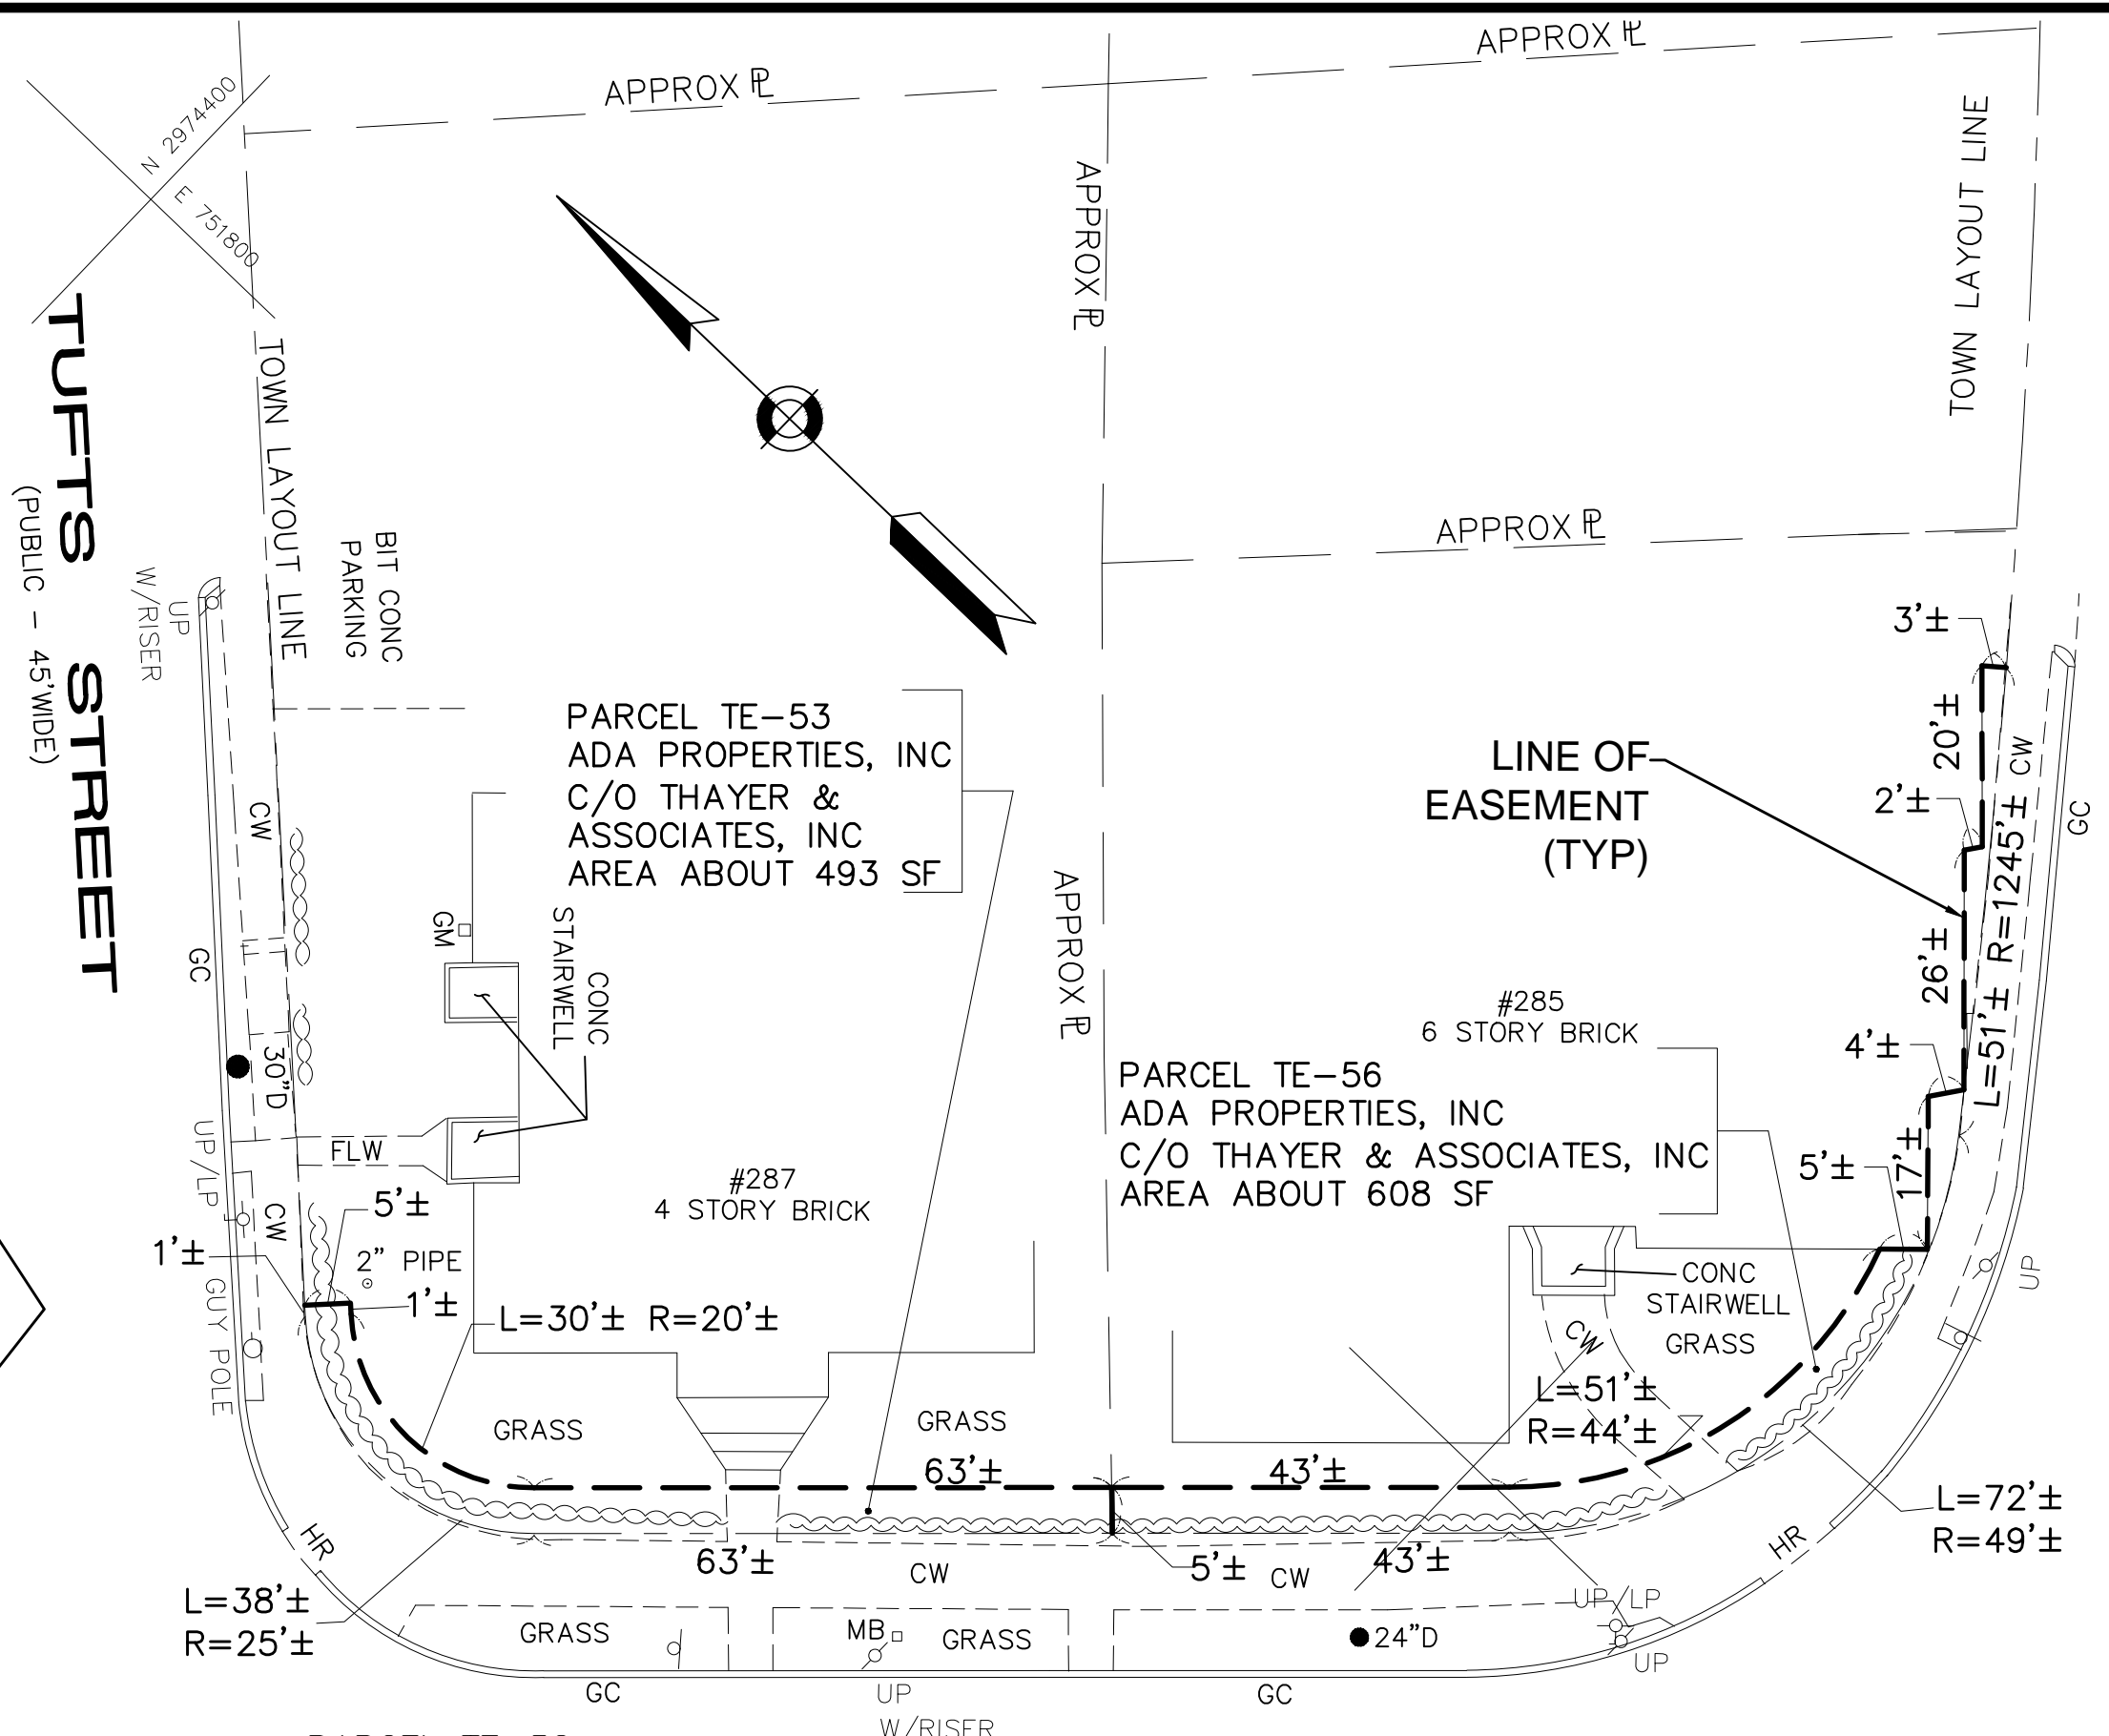 APPROX PL
APPROX PL
N 2974400
E 751800
TUFTS STREET
(PUBLIC - 45'WIDE)
TOWN LAYOUT LINE
APPROX PL
TOWN LAYOUT LINE
UP
W/RISER
BIT CONC
PARKING
APPROX PL
3'±
20'±
2'±
CW
GC
L=51'± R=1245'±
PARCEL TE-53
ADA PROPERTIES, INC
C/O THAYER &
ASSOCIATES, INC
AREA ABOUT 493 SF
LINE OF
EASEMENT
(TYP)
CW
GC
GM
CONC
STAIRWELL
APPROX PL
26'±
#285
6 STORY BRICK
4'±
30"D
PARCEL TE-56
ADA PROPERTIES, INC
C/O THAYER & ASSOCIATES, INC
AREA ABOUT 608 SF
17'±
5'±
UP/LP
FLW
#287
4 STORY BRICK
CW
5'±
1'±
2" PIPE
1'±
GUY POLE
L=30'± R=20'±
CONC
STAIRWELL
GRASS
CW
UP
L=51'±
R=44'±
GRASS
GRASS
63'±
43'±
L=72'±
R=49'±
HR
HR
63'±
CW
5'±
CW
43'±
L=38'±
R=25'±
GRASS
MB
GRASS
24"D
UP/LP
UP
GC
UP
W/RISER
GC